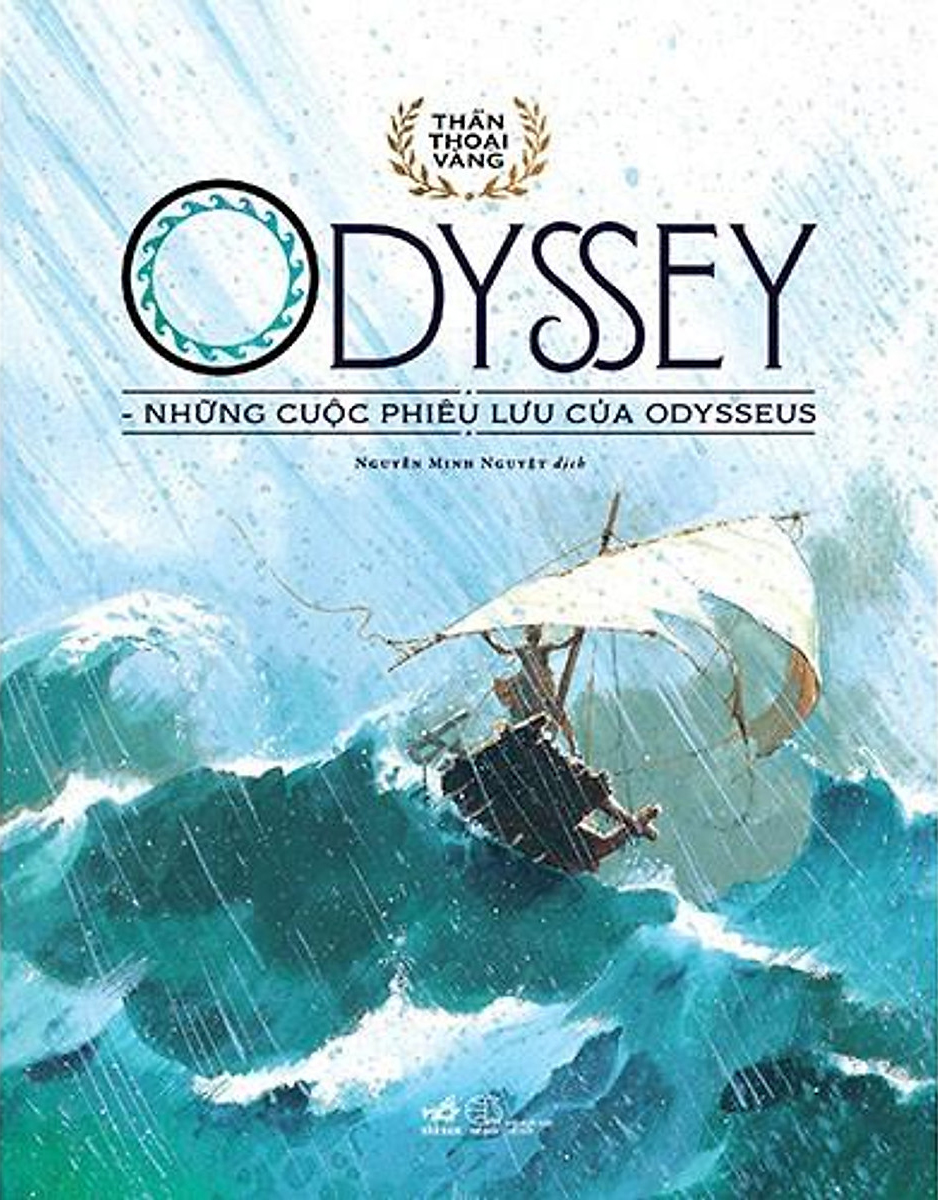 THẦN
THOẠI
VÀNG
ODYSSEY
- NHỮNG CUỘC PHIÊU LƯU CỦA ODYSSEUS
NGUYỄN MINH NGUYỆT dịch